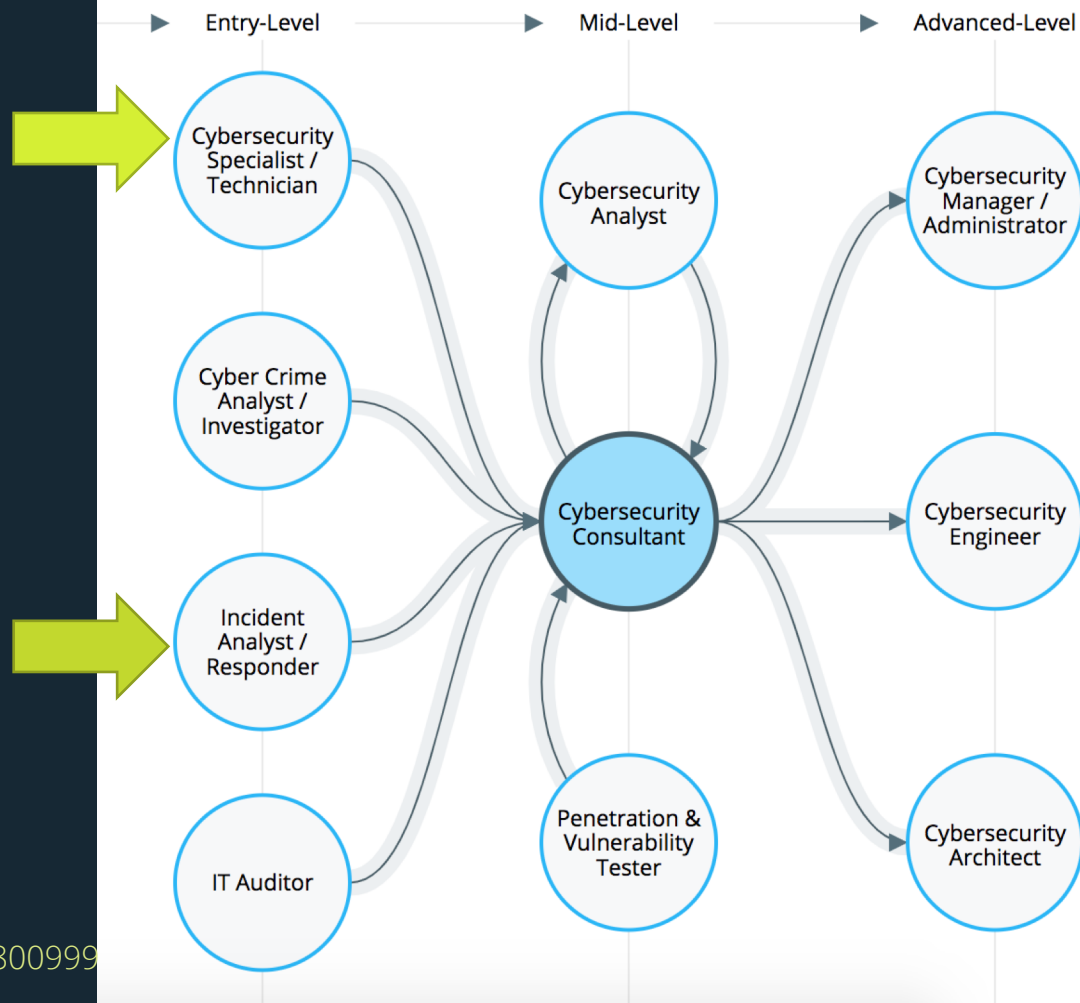 Entry-Level
Mid-Level
Advanced-Level
Cybersecurity
Specialist /
Technician
Cyber Crime
Analyst /
Investigator
Incident
Analyst /
Responder
IT Auditor
Cybersecurity
Analyst
Cybersecurity
Consultant
Penetration &
Vulnerability
Tester
Cybersecurity
Manager /
Administrator
Cybersecurity
Engineer
Cybersecurity
Architect
800999